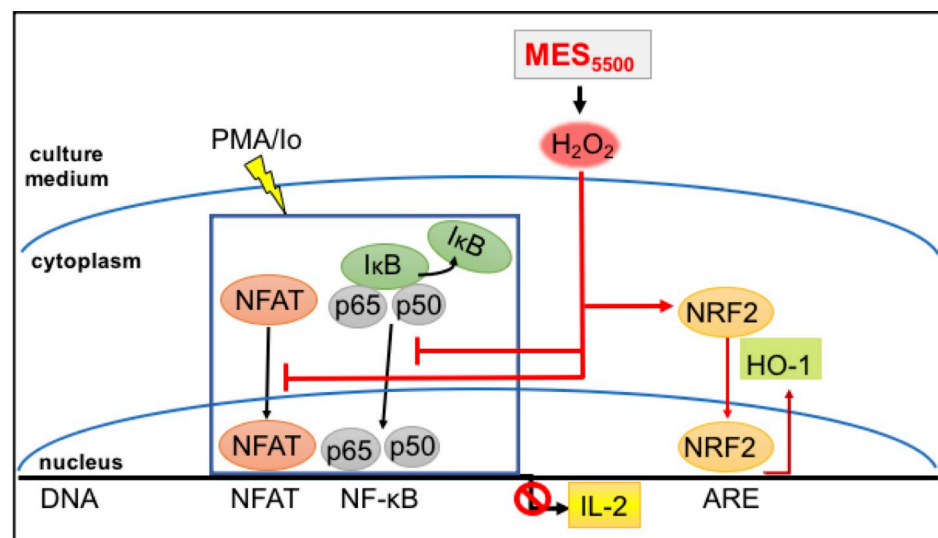 MES5500
H2O2
PMA/Io
culture
medium
cytoplasm
IκB
IκB
NFAT
p65
p50
NRF2
HO-1
NFAT
p65
p50
NRF2
nucleus
DNA
NFAT
NF-κB
IL-2
ARE